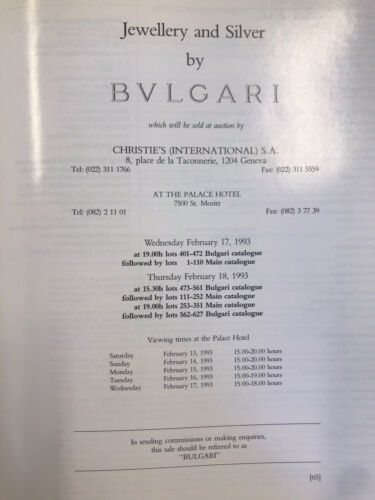 Jewellery and Silver
by
BVLGARI
which will be sold at auction by
CHRISTIE'S (INTERNATIONAL) S.A.
8, place de la Taconnerie, 1204 Geneva
Tel: (022) 311 1766 Fax: (022) 311 5559
AT THE PALACE HOTEL
7500 St. Moritz
Tel: (082) 2 11 01 Fax: (082) 3 77 39
Wednesday February 17, 1993
at 19.00h lots 401-472 Bulgari catalogue
followed by lots 1-110 Main catalogue
Thursday February 18, 1993
at 15.30h lots 473-561 Bulgari catalogue
followed by lots 111-252 Main catalogue
at 19.00h lots 253-351 Main catalogue
followed by lots 562-627 Bulgari catalogue
Viewing times at the Palace Hotel
Saturday February 13, 1993 15.00-20.00 hours
Sunday February 14, 1993 15.00-20.00 hours
Monday February 15, 1993 15.00-20.00 hours
Tuesday February 16, 1993 15.00-19.00 hours
Wednesday February 17, 1993 15.00-18.00 hours
In sending commissions or making enquiries,
this sale should be referred to as
"BULGARI"
[65]